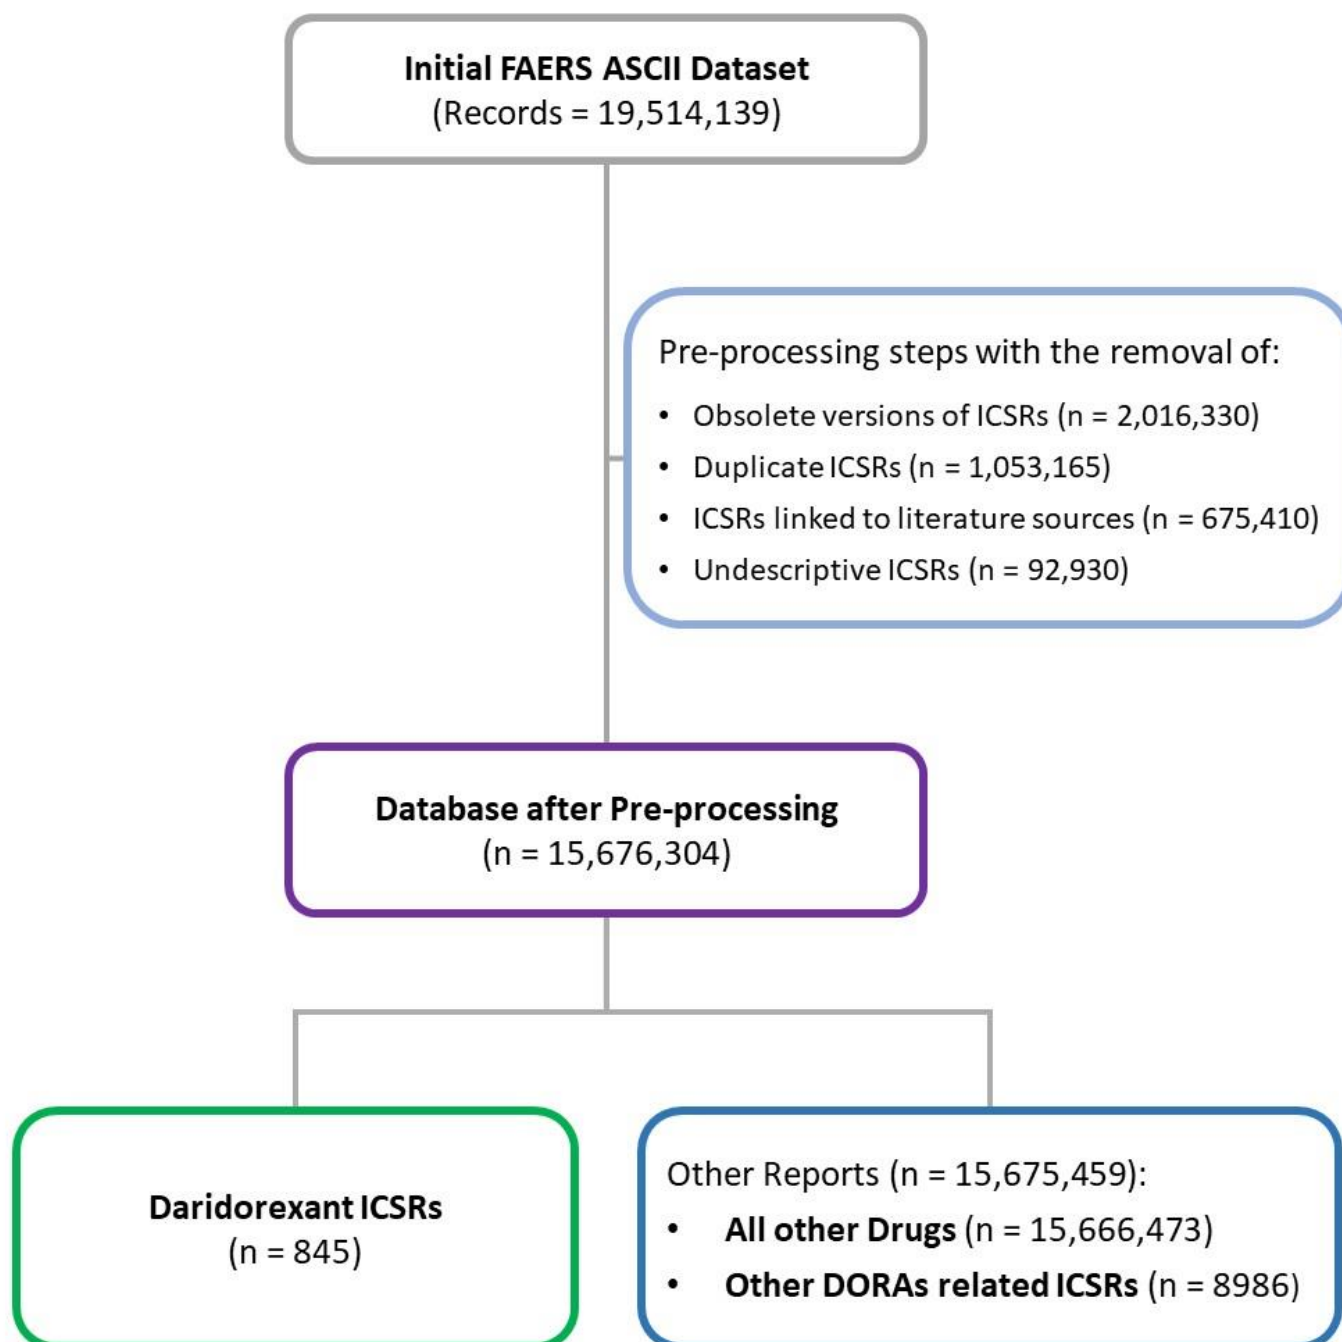 Initial FAERS ASCII Dataset
(Records = 19,514,139)
Pre-processing steps with the removal of:
• Obsolete versions of ICSRs (n = 2,016,330)
• Duplicate ICSRs (n = 1,053,165)
• ICSRs linked to literature sources (n = 675,410)
• Undescriptive ICSRs (n = 92,930)
Database after Pre-processing
(n = 15,676,304)
Daridorexant ICSRs
(n = 845)
Other Reports (n = 15,675,459):
• All other Drugs (n = 15,666,473)
• Other DORAs related ICSRs (n = 8986)